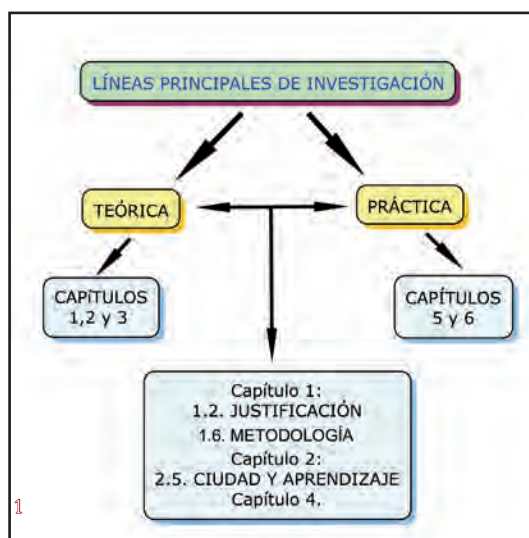 LÍNEAS PRINCIPALES DE INVESTIGACIÓN
TEÓRICA
PRÁCTICA
CAPÍTULOS
1,2 y 3
CAPÍTULOS
5 y 6
Capítulo 1:
1.2. JUSTIFICACIÓN
1.6. METODOLOGÍA
Capítulo 2:
2.5. CIUDAD Y APRENDIZAJE
Capítulo 4.
1